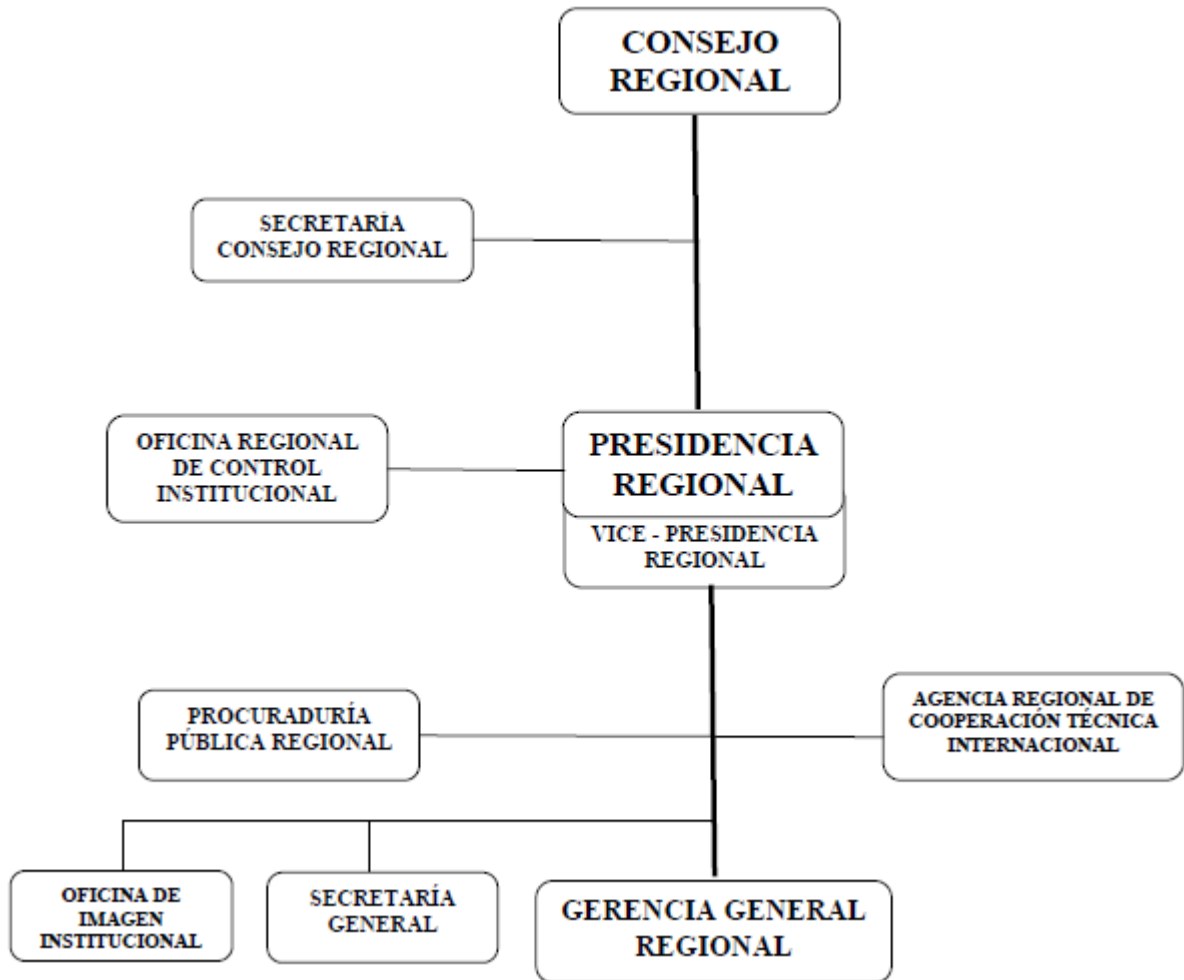 CONSEJO
REGIONAL
SECRETARÍA
CONSEJO REGIONAL
OFICINA REGIONAL
DE CONTROL
INSTITUCIONAL
PRESIDENCIA
REGIONAL
VICE - PRESIDENCIA
REGIONAL
PROCURADURÍA
PÚBLICA REGIONAL
AGENCIA REGIONAL DE
COOPERACIÓN TÉCNICA
INTERNACIONAL
OFICINA DE
IMAGEN
INSTITUCIONAL
SECRETARÍA
GENERAL
GERENCIA GENERAL
REGIONAL